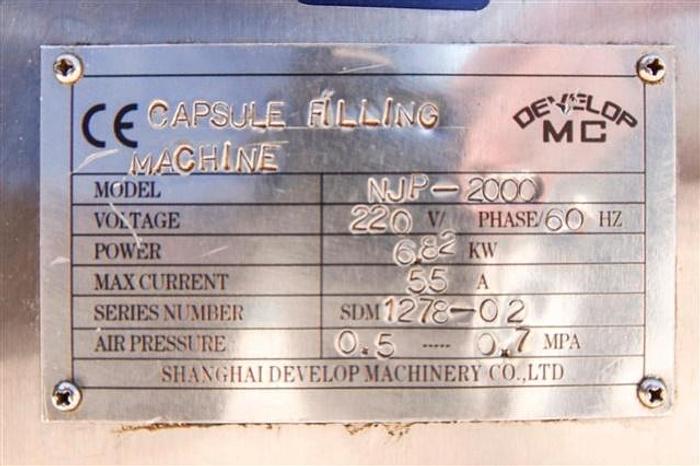 CE CAPSULE FILLING
MACHINE
DEVELOP
MC
MODEL NJP-2000
VOLTAGE 220 V/ PHASE/60 HZ
POWER 6.82 KW
MAX CURRENT 55 A
SERIES NUMBER SDM1278-02
AIR PRESSURE 0.5 ----- 0.7 MPA
SHANGHAI DEVELOP MACHINERY CO.,LTD